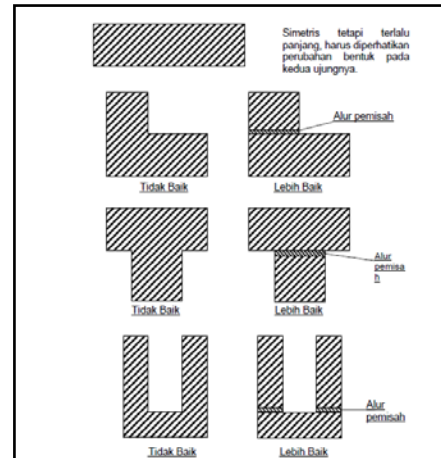 Simetris tetapi terlalu
panjang, harus diperhatikan
perubahan bentuk pada
kedua ujungnya.
Alur pemisah
Tidak Baik
Lebih Baik
Alur
pemisa
h
Tidak Baik
Lebih Baik
Alur
pemisah
Tidak Baik
Lebih Baik